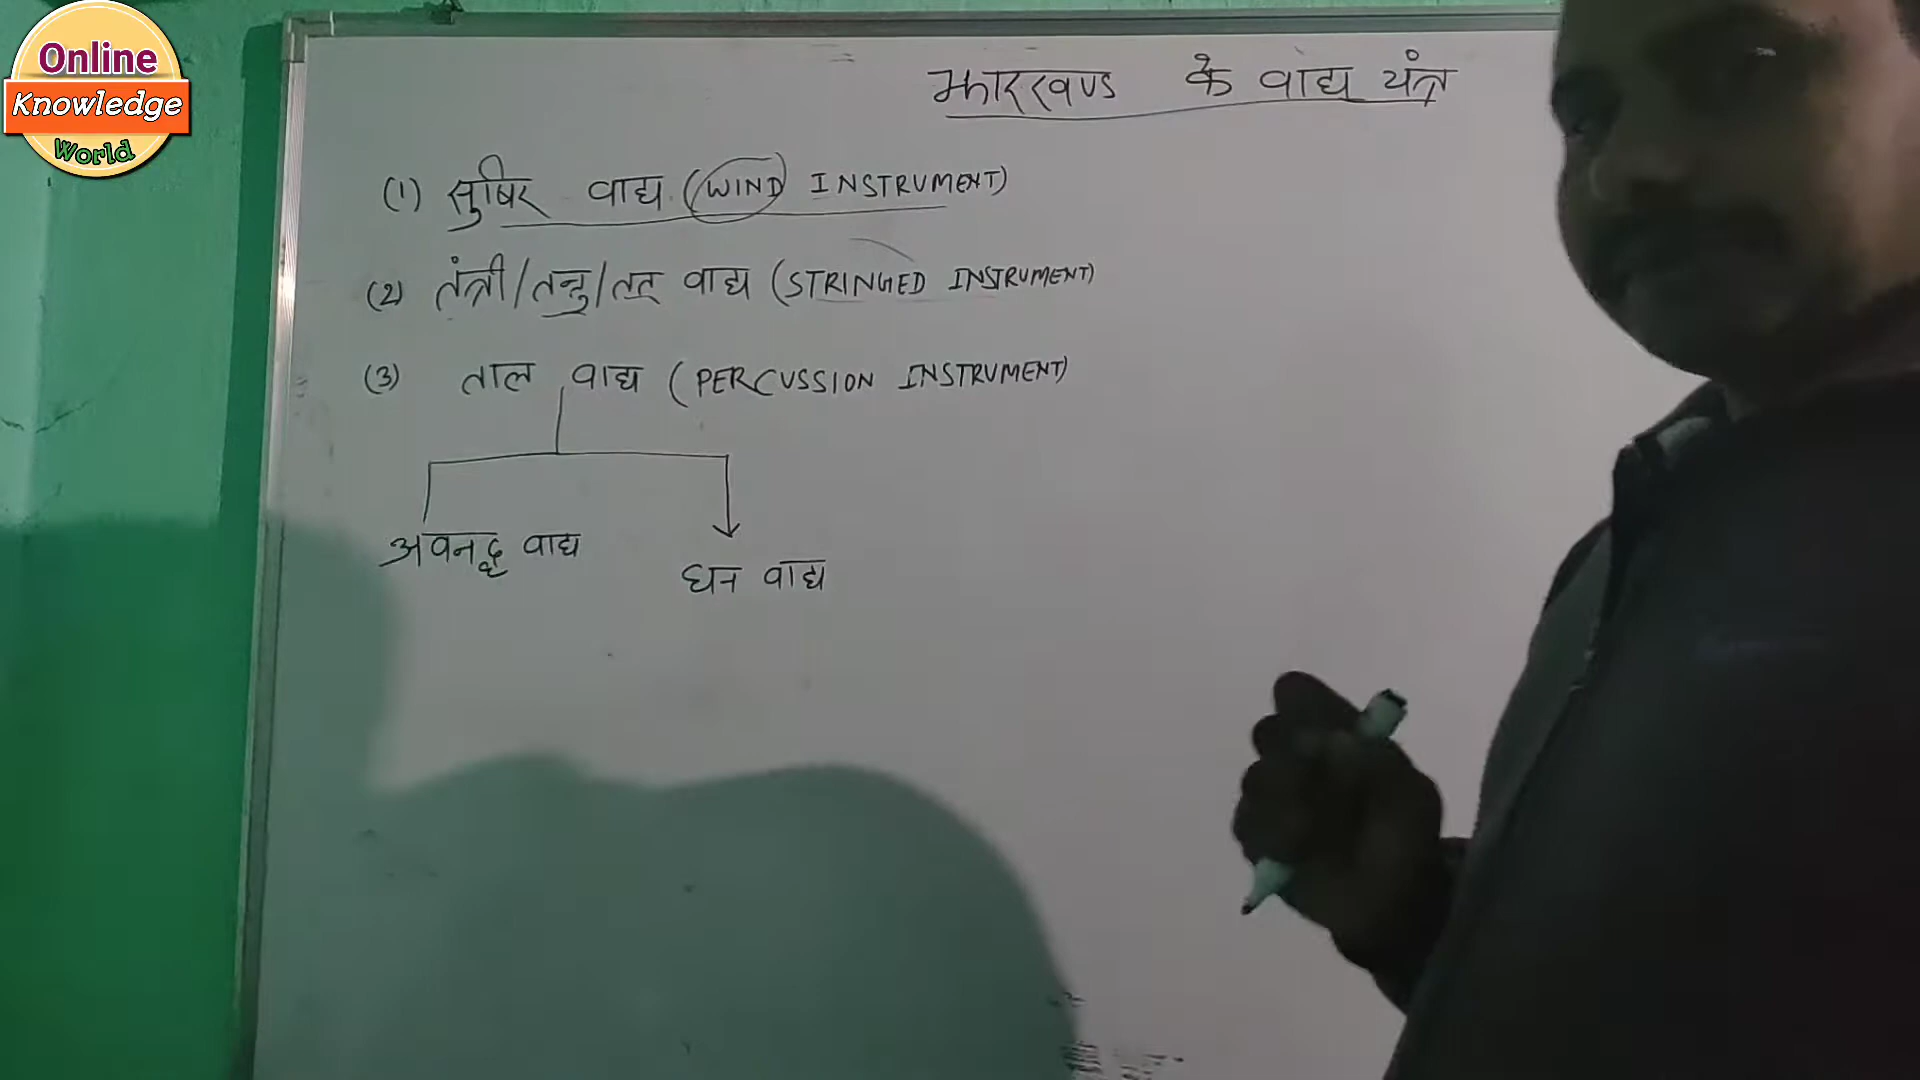 Online
Knowledge
World
झारखण्ड के वाद्य यंत्र
(1) सुषिर वाद्य (WIND INSTRUMENT)
(2) तंत्री/तन्तु/तत् वाद्य (STRINGED INSTRUMENT)
(3) ताल वाद्य (PERCUSSION INSTRUMENT)
अवनद्ध वाद्य
घन वाद्य